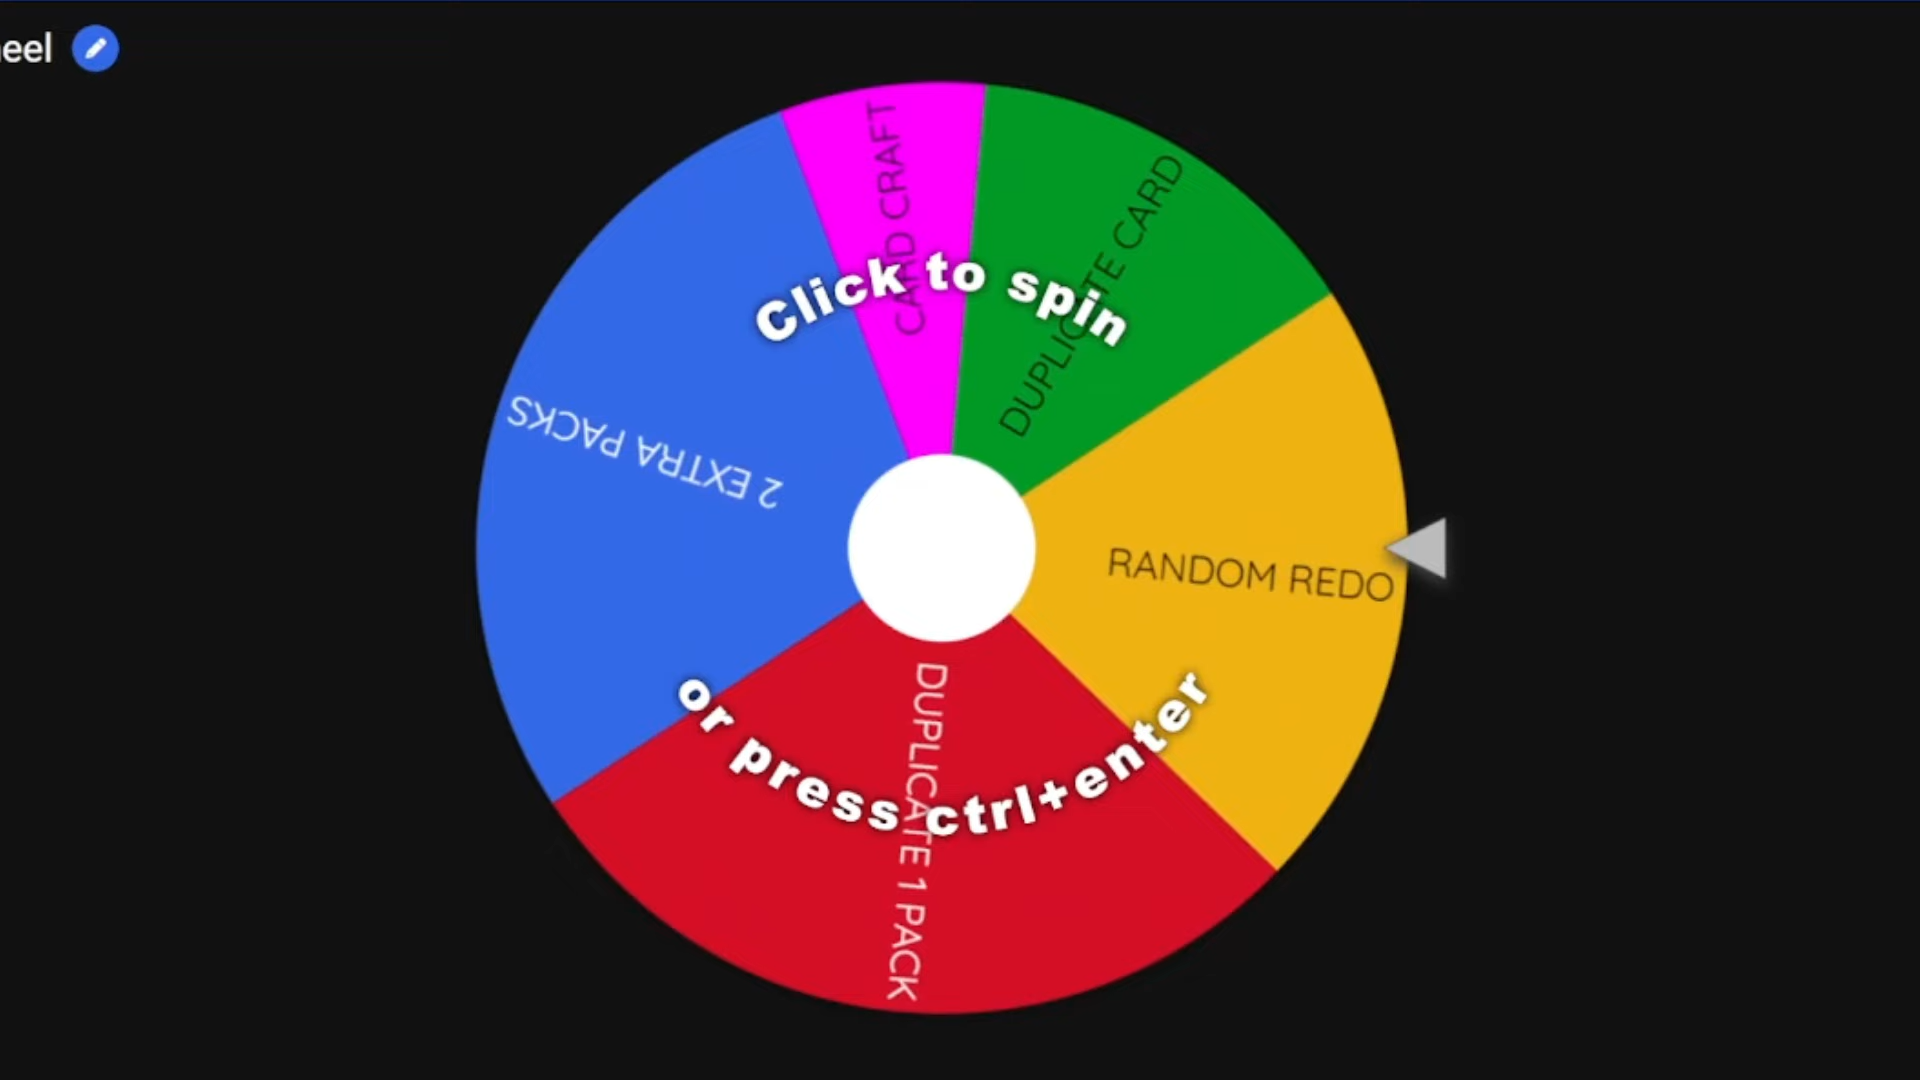 eel
CARD CRAFT
DUPLICATE CARD
Click to spin
2 EXTRA PACKS
RANDOM REDO
DUPLICATE 1 PACK
or press ctrl+enter